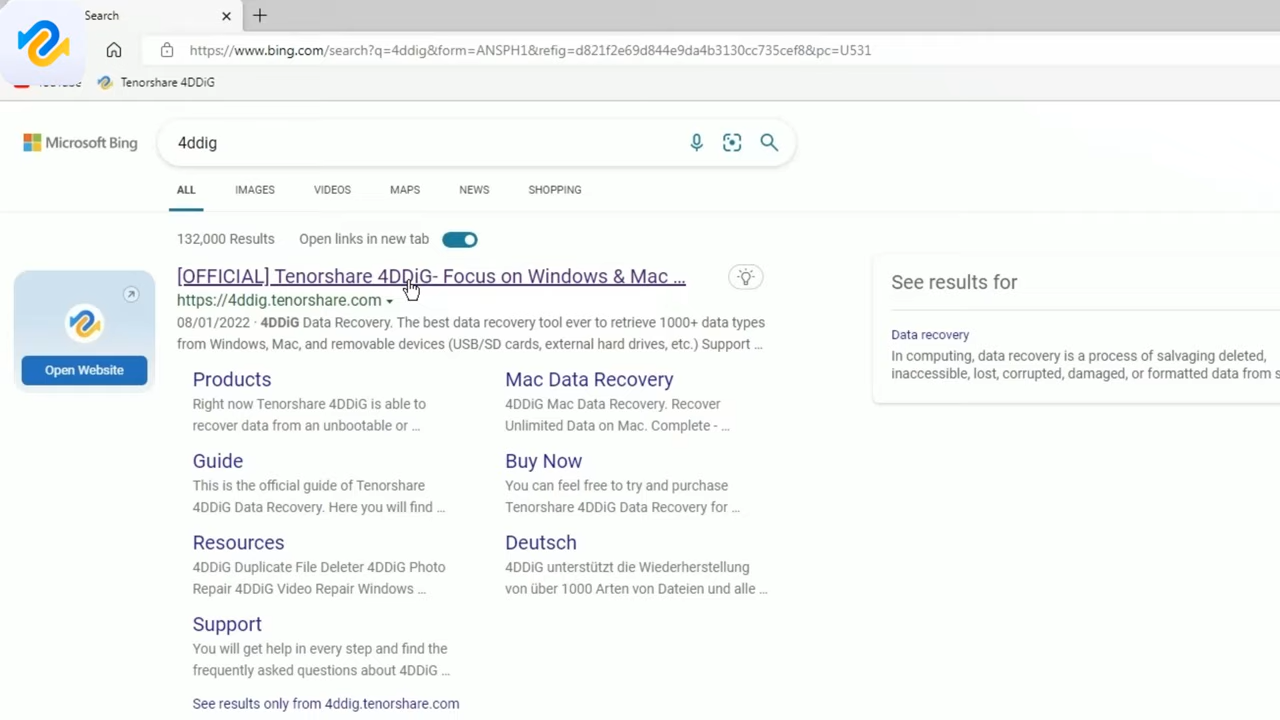 Search
https://www.bing.com/search?q=4ddig&form=ANSPH1&refig=d821f2e69d844e9da4b3130cc735cef8&pc=U531
Tenorshare 4DDiG
Microsoft Bing
4ddig
ALL IMAGES VIDEOS MAPS NEWS SHOPPING
132,000 Results Open links in new tab
[OFFICIAL] Tenorshare 4DDiG- Focus on Windows & Mac ...
https://4ddig.tenorshare.com
08/01/2022 · 4DDiG Data Recovery. The best data recovery tool ever to retrieve 1000+ data types
from Windows, Mac, and removable devices (USB/SD cards, external hard drives, etc.) Support ...
Open Website
Products
Right now Tenorshare 4DDiG is able to
recover data from an unbootable or ...
Mac Data Recovery
4DDiG Mac Data Recovery. Recover
Unlimited Data on Mac. Complete - ...
Guide
This is the official guide of Tenorshare
4DDiG Data Recovery. Here you will find ...
Buy Now
You can feel free to try and purchase
Tenorshare 4DDiG Data Recovery for ...
Resources
4DDiG Duplicate File Deleter 4DDiG Photo
Repair 4DDiG Video Repair Windows ...
Deutsch
4DDiG unterstützt die Wiederherstellung
von über 1000 Arten von Dateien und alle ...
Support
You will get help in every step and find the
frequently asked questions about 4DDiG ...
See results only from 4ddig.tenorshare.com
See results for
Data recovery
In computing, data recovery is a process of salvaging deleted,
inaccessible, lost, corrupted, damaged, or formatted data from s